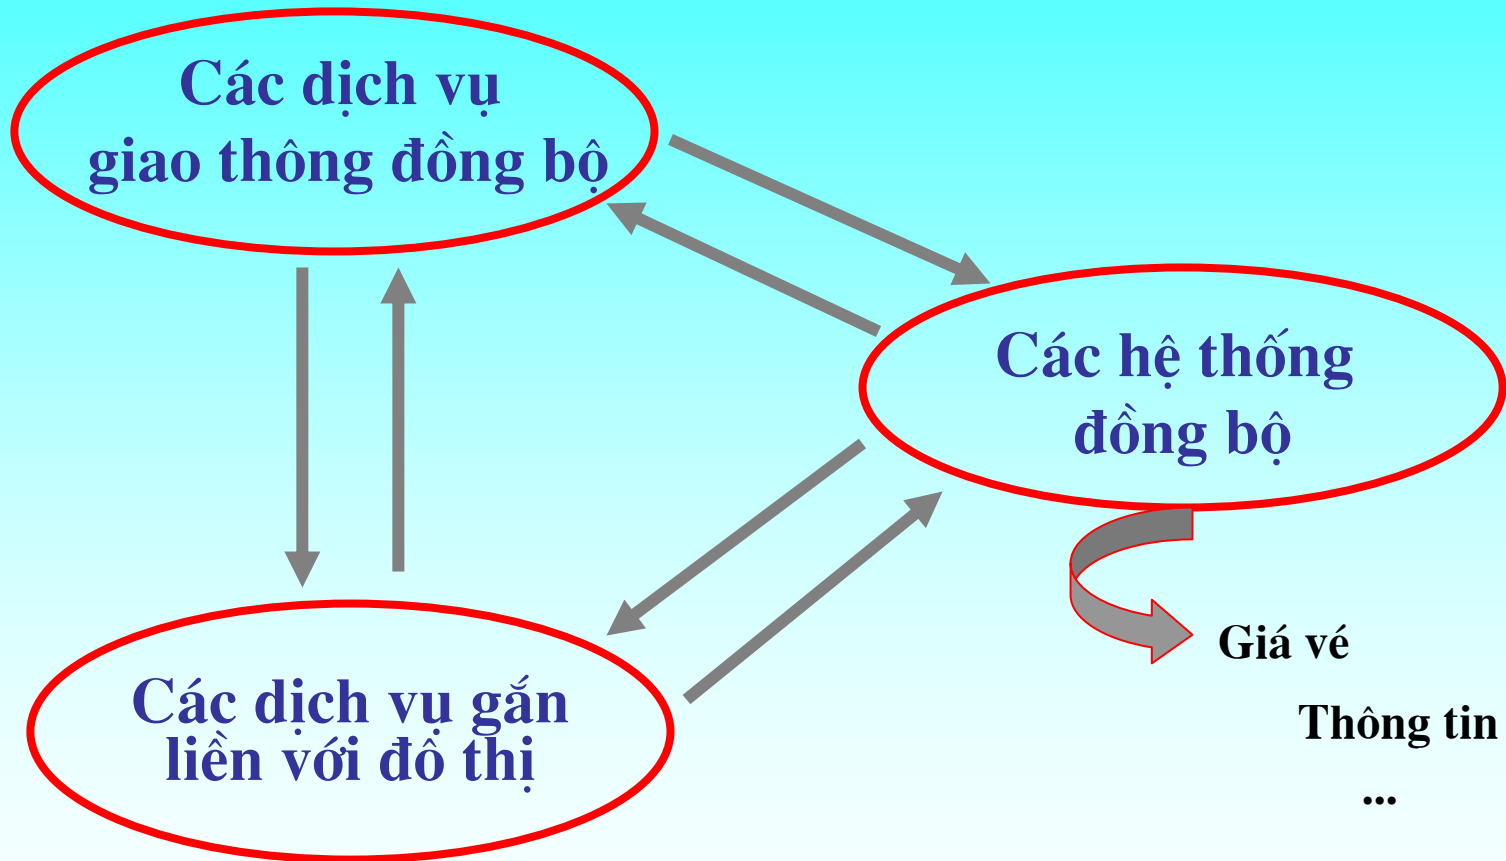 Các dịch vụ
giao thông đồng bộ
Các hệ thống
đồng bộ
Các dịch vụ gắn
liền với đô thị
Giá vé
Thông tin
...